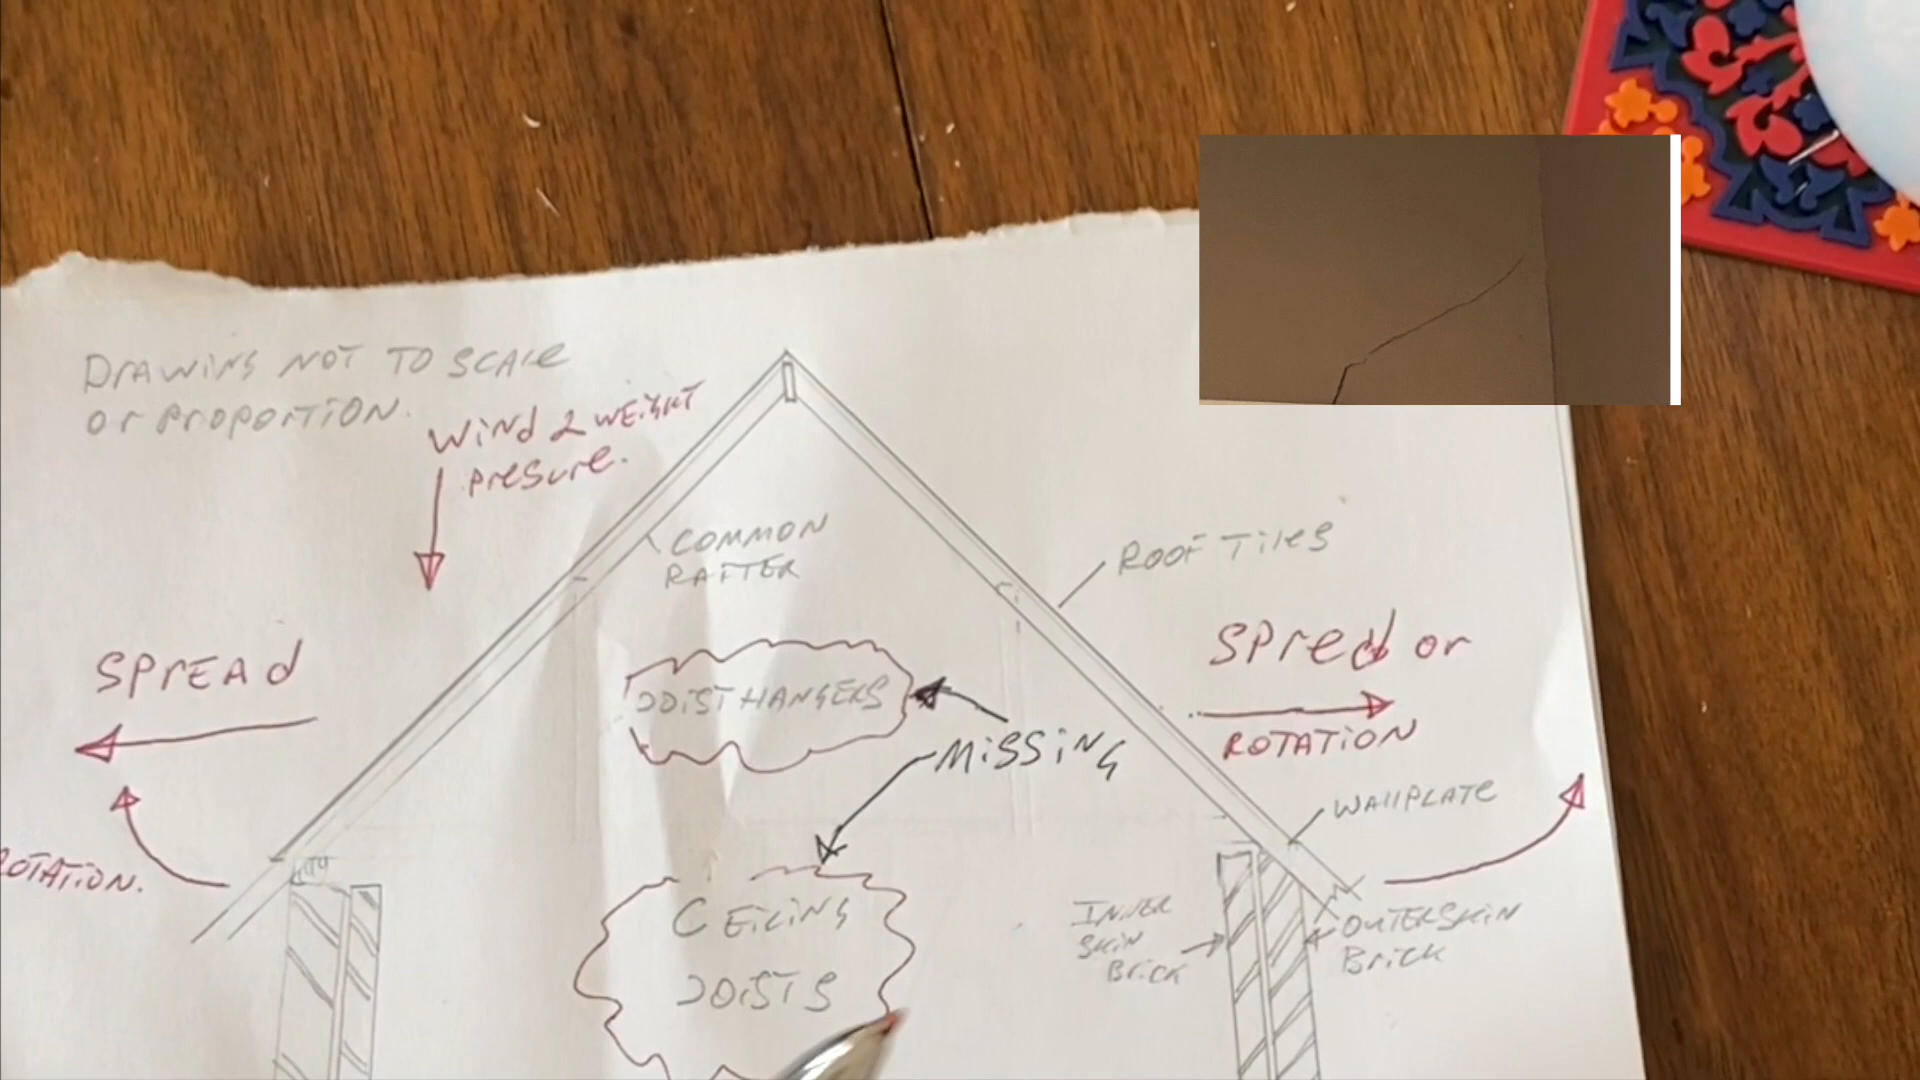 DRAWING NOT TO SCALE
Or PrOPOrTiON.
WiNd & WEiGHT
PreSure.
COMMON
RAFTER
ROOF TiLES
SPrEAd
SPred or
ROTATION
JOIST HANGERS
MiSSiNG
WAllPLATE
ROTATION.
CEiLiNG
JOISTS
INNER
SKiN
BriCK
OUTERSKiN
BriCK